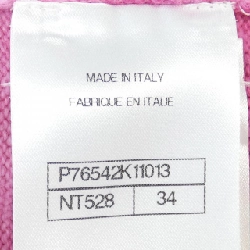 MADE IN ITALY
FABRIQUE EN ITALIE
P76542K11013
NT528 34